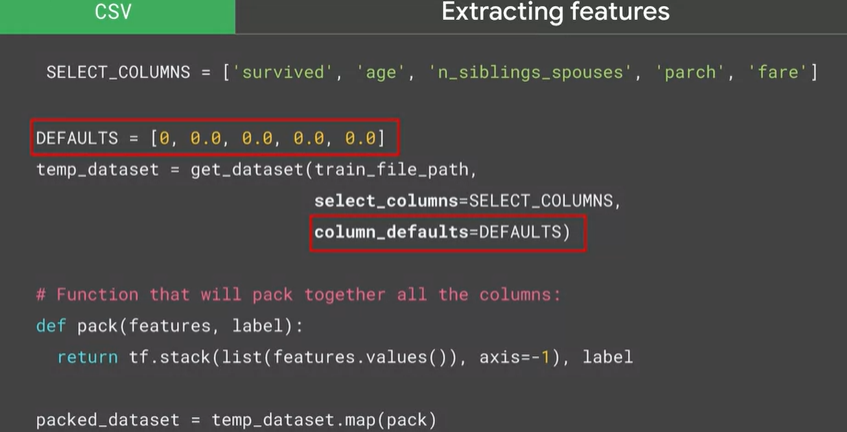 CSV
Extracting features
SELECT_COLUMNS = ['survived', 'age', 'n_siblings_spouses', 'parch', 'fare']
DEFAULTS = [0, 0.0, 0.0, 0.0, 0.0]
temp_dataset = get_dataset(train_file_path,
select_columns=SELECT_COLUMNS,
column_defaults=DEFAULTS)
# Function that will pack together all the columns:
def pack(features, label):
return tf.stack(list(features.values()), axis=-1), label
packed_dataset = temp_dataset.map(pack)